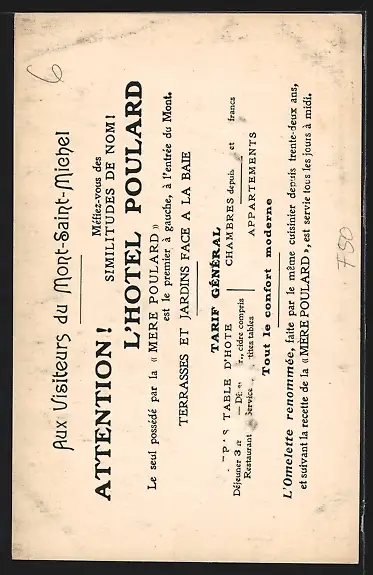 Aux Visiteurs du Mont-Saint-Michel
ATTENTION!
Méfiez-vous des
SIMILITUDES DE NOM!
L'HOTEL POULARD
Le seul possédé par la « MÈRE POULARD »
est le premier à gauche, à l'entrée du Mont.
TERRASSES ET JARDINS FACE A LA BAIE
TARIF GÉNÉRAL
TABLE D'HOTE
Déjeuner 3 cidre compris
Restaurant Service tites tables
CHAMBRES depuis et francs
APPARTEMENTS
Tout le confort moderne
L'Omelette renommée, faite par le même cuisinier depuis trente-deux ans,
et suivant la recette de la « MÈRE POULARD », est servie tous les jours à midi.
6
750